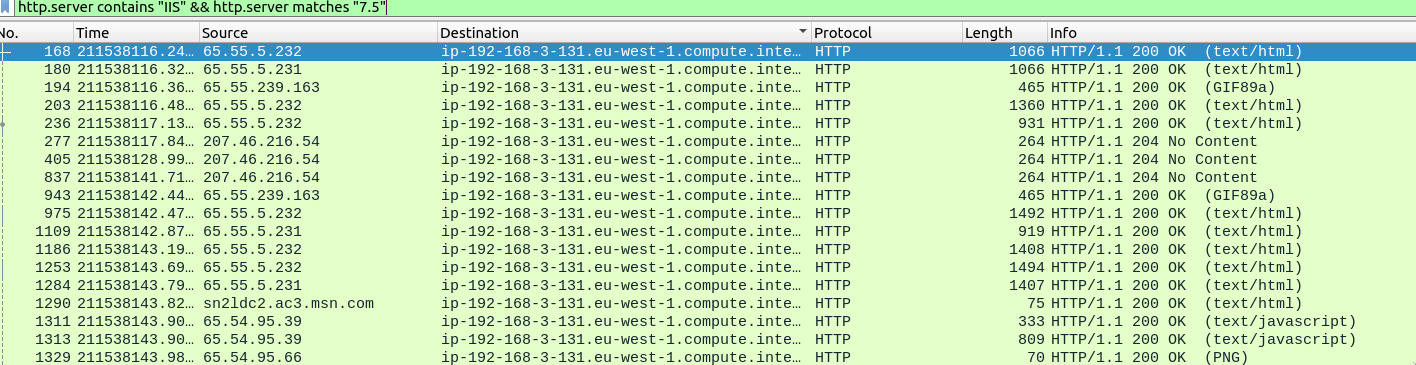 http.server contains "IIS" && http.server matches "7.5"
No. Time Source Destination Protocol Length Info
168 211538116.24… 65.55.5.232 ip-192-168-3-131.eu-west-1.compute.inte… HTTP 1066 HTTP/1.1 200 OK (text/html)
180 211538116.32… 65.55.5.231 ip-192-168-3-131.eu-west-1.compute.inte… HTTP 1066 HTTP/1.1 200 OK (text/html)
194 211538116.36… 65.55.239.163 ip-192-168-3-131.eu-west-1.compute.inte… HTTP 465 HTTP/1.1 200 OK (GIF89a)
203 211538116.48… 65.55.5.232 ip-192-168-3-131.eu-west-1.compute.inte… HTTP 1360 HTTP/1.1 200 OK (text/html)
236 211538117.13… 65.55.5.232 ip-192-168-3-131.eu-west-1.compute.inte… HTTP 931 HTTP/1.1 200 OK (text/html)
277 211538117.84… 207.46.216.54 ip-192-168-3-131.eu-west-1.compute.inte… HTTP 264 HTTP/1.1 204 No Content
405 211538128.99… 207.46.216.54 ip-192-168-3-131.eu-west-1.compute.inte… HTTP 264 HTTP/1.1 204 No Content
837 211538141.71… 207.46.216.54 ip-192-168-3-131.eu-west-1.compute.inte… HTTP 264 HTTP/1.1 204 No Content
943 211538142.44… 65.55.239.163 ip-192-168-3-131.eu-west-1.compute.inte… HTTP 465 HTTP/1.1 200 OK (GIF89a)
975 211538142.47… 65.55.5.232 ip-192-168-3-131.eu-west-1.compute.inte… HTTP 1492 HTTP/1.1 200 OK (text/html)
1109 211538142.87… 65.55.5.231 ip-192-168-3-131.eu-west-1.compute.inte… HTTP 919 HTTP/1.1 200 OK (text/html)
1186 211538143.19… 65.55.5.232 ip-192-168-3-131.eu-west-1.compute.inte… HTTP 1408 HTTP/1.1 200 OK (text/html)
1253 211538143.69… 65.55.5.232 ip-192-168-3-131.eu-west-1.compute.inte… HTTP 1494 HTTP/1.1 200 OK (text/html)
1284 211538143.79… 65.55.5.231 ip-192-168-3-131.eu-west-1.compute.inte… HTTP 1407 HTTP/1.1 200 OK (text/html)
1290 211538143.82… sn2ldc2.ac3.msn.com ip-192-168-3-131.eu-west-1.compute.inte… HTTP 75 HTTP/1.1 200 OK (text/html)
1311 211538143.90… 65.54.95.39 ip-192-168-3-131.eu-west-1.compute.inte… HTTP 333 HTTP/1.1 200 OK (text/javascript)
1313 211538143.90… 65.54.95.39 ip-192-168-3-131.eu-west-1.compute.inte… HTTP 809 HTTP/1.1 200 OK (text/javascript)
1329 211538143.98… 65.54.95.66 ip-192-168-3-131.eu-west-1.compute.inte… HTTP 70 HTTP/1.1 200 OK (PNG)